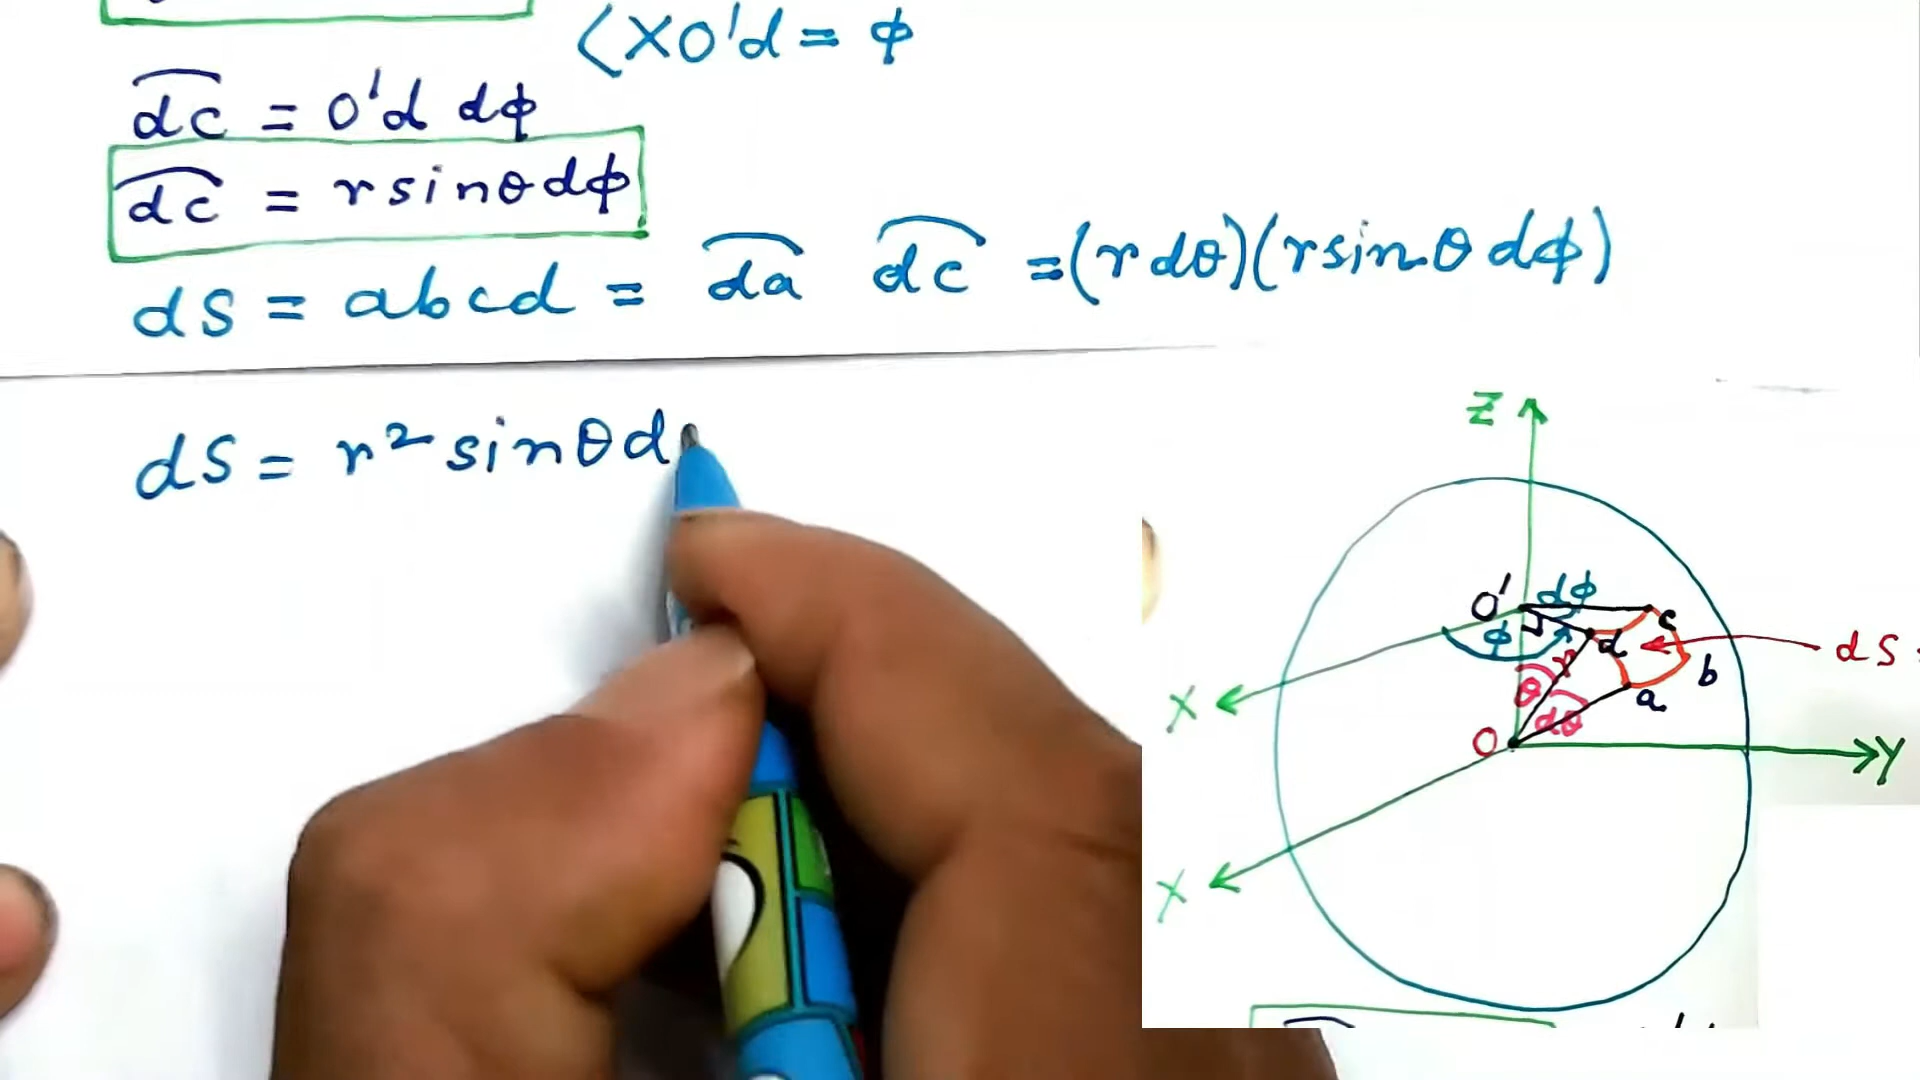 <XO'd = φ
dc = O'd dφ
dc = r sinθ dφ
dS = abcd = da dc = (r dθ)(r sinθ dφ)
dS = r² sinθ d
Z
O' dφ
φ
c
d
dS
r
b
θ
a
X
dθ
O
Y
X